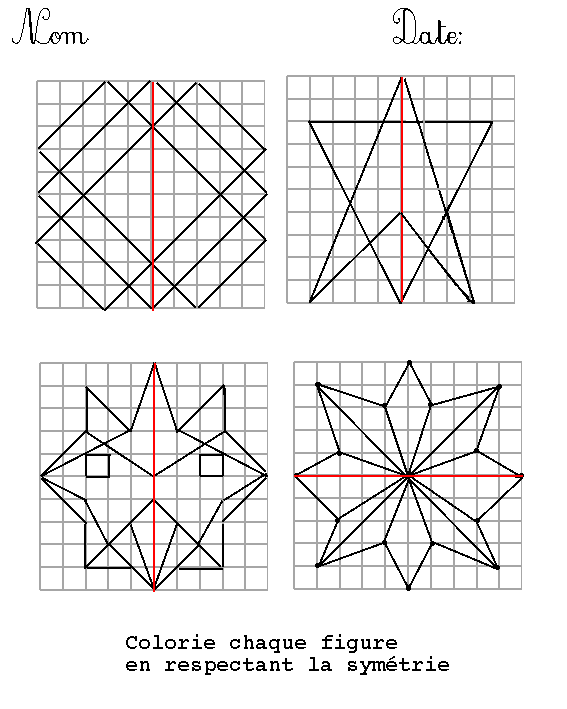 Nom
Date:
Colorie chaque figure
en respectant la symétrie